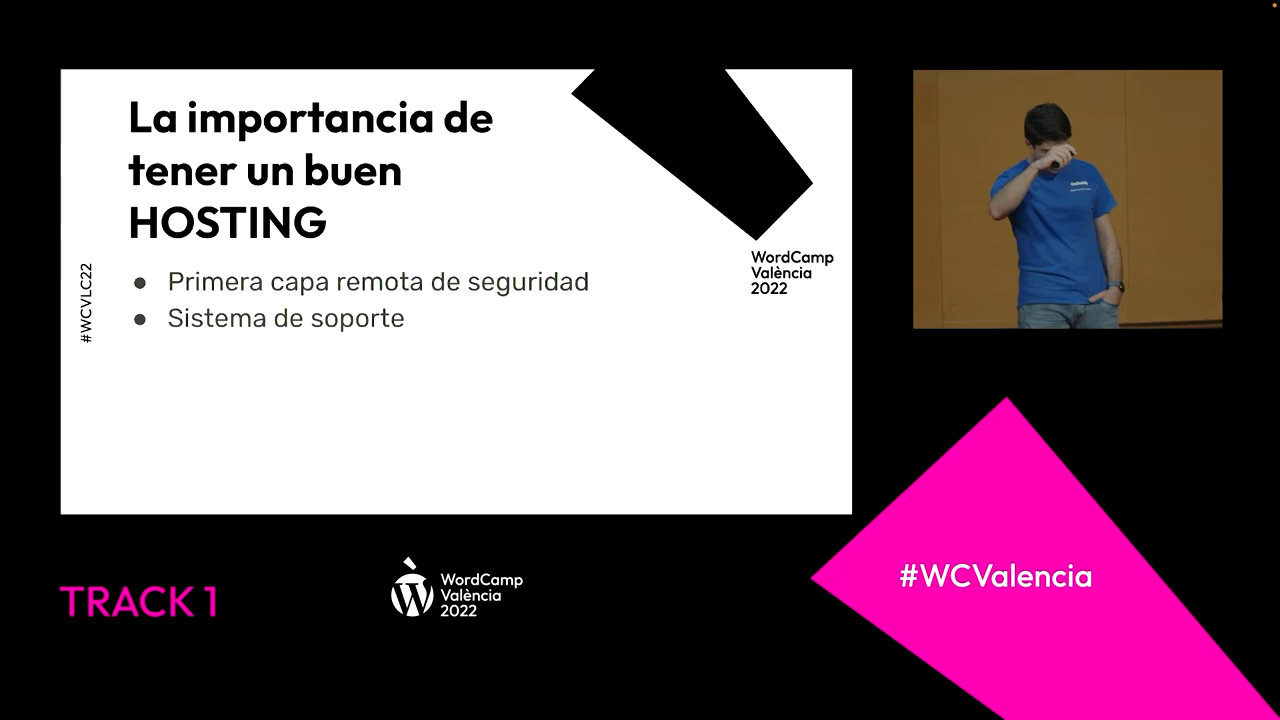 La importancia de
tener un buen
HOSTING
● Primera capa remota de seguridad
● Sistema de soporte
#WCVLC22
WordCamp
València
2022
TRACK 1
WordCamp
València
2022
#WCValencia